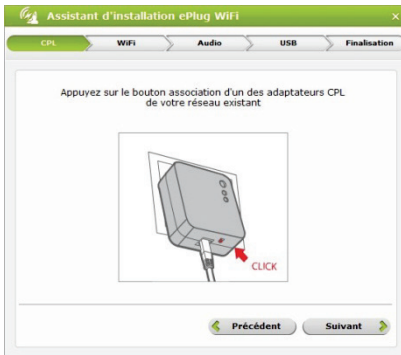 Assistant d'installation ePlug WiFi
CPL
WiFi
Audio
USB
Finalisation
Appuyez sur le bouton association d'un des adaptateurs CPL
de votre réseau existant
CLICK
Précédent
Suivant